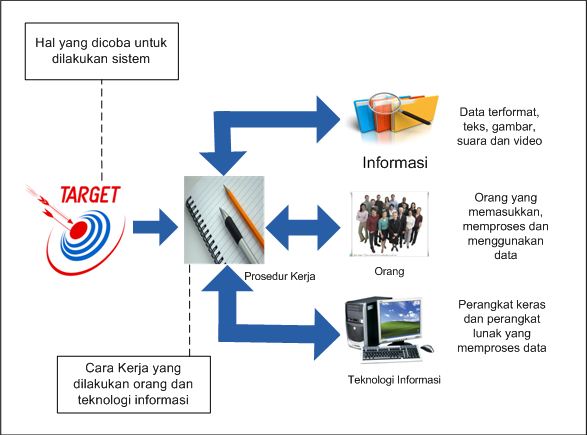 Hal yang dicoba untuk
dilakukan sistem
TARGET
Informasi
Data terformat,
teks, gambar,
suara dan video
Prosedur Kerja
Orang
Orang yang
memasukkan,
memproses dan
menggunakan
data
Teknologi Informasi
Perangkat keras
dan perangkat
lunak yang
memproses data
Cara Kerja yang
dilakukan orang dan
teknologi informasi